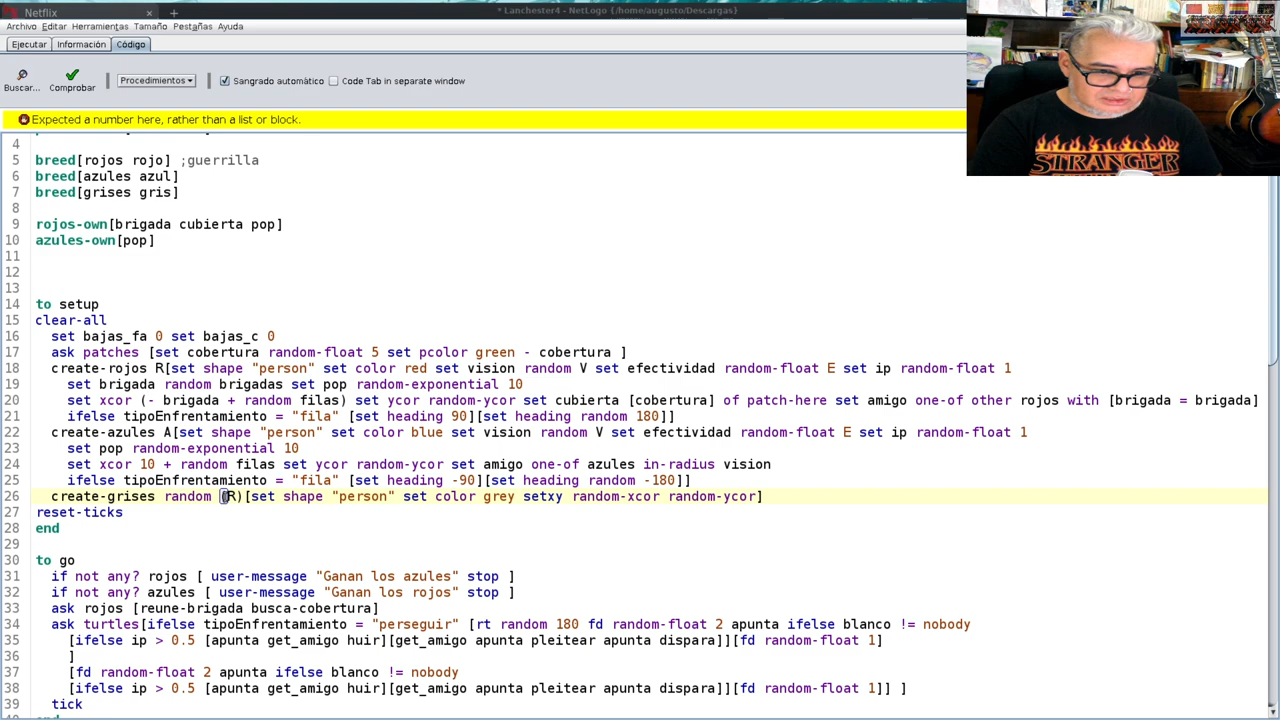 Netflix × +
* Lanchester4 - NetLogo {/home/augusto/Descargas}
Archivo Editar Herramientas Tamaño Pestañas Ayuda
Ejecutar Información Código
Buscar... Comprobar Procedimientos Sangrado automático Code Tab in separate window
Expected a number here, rather than a list or block.
4
5 breed[rojos rojo] ;guerrilla
6 breed[azules azul]
7 breed[grises gris]
8
9 rojos-own[brigada cubierta pop]
10 azules-own[pop]
11
12
13
14 to setup
15 clear-all
16 set bajas_fa 0 set bajas_c 0
17 ask patches [set cobertura random-float 5 set pcolor green - cobertura ]
18 create-rojos R[set shape "person" set color red set vision random V set efectividad random-float E set ip random-float 1
19 set brigada random brigadas set pop random-exponential 10
20 set xcor (- brigada + random filas) set ycor random-ycor set cubierta [cobertura] of patch-here set amigo one-of other rojos with [brigada = brigada]
21 ifelse tipoEnfrentamiento = "fila" [set heading 90][set heading random 180]]
22 create-azules A[set shape "person" set color blue set vision random V set efectividad random-float E set ip random-float 1
23 set pop random-exponential 10
24 set xcor 10 + random filas set ycor random-ycor set amigo one-of azules in-radius vision
25 ifelse tipoEnfrentamiento = "fila" [set heading -90][set heading random -180]]
26 create-grises random (R)[set shape "person" set color grey setxy random-xcor random-ycor]
27 reset-ticks
28 end
29
30 to go
31 if not any? rojos [ user-message "Ganan los azules" stop ]
32 if not any? azules [ user-message "Ganan los rojos" stop ]
33 ask rojos [reune-brigada busca-cobertura]
34 ask turtles[ifelse tipoEnfrentamiento = "perseguir" [rt random 180 fd random-float 2 apunta ifelse blanco != nobody
35 [ifelse ip > 0.5 [apunta get_amigo huir][get_amigo apunta pleitear apunta dispara]][fd random-float 1]
36 ]
37 [fd random-float 2 apunta ifelse blanco != nobody
38 [ifelse ip > 0.5 [apunta get_amigo huir][get_amigo apunta pleitear apunta dispara]][fd random-float 1]] ]
39 tick
STRANGER